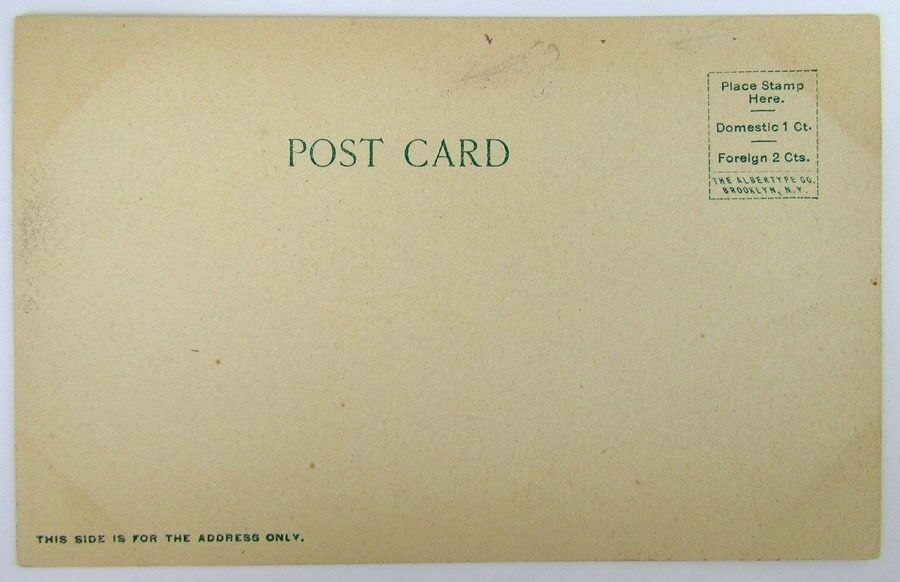 POST CARD
Place Stamp
Here.
Domestic 1 Ct.
Foreign 2 Cts.
THE ALBERTYPE CO.
BROOKLYN, N.Y.
THIS SIDE IS FOR THE ADDRESS ONLY.